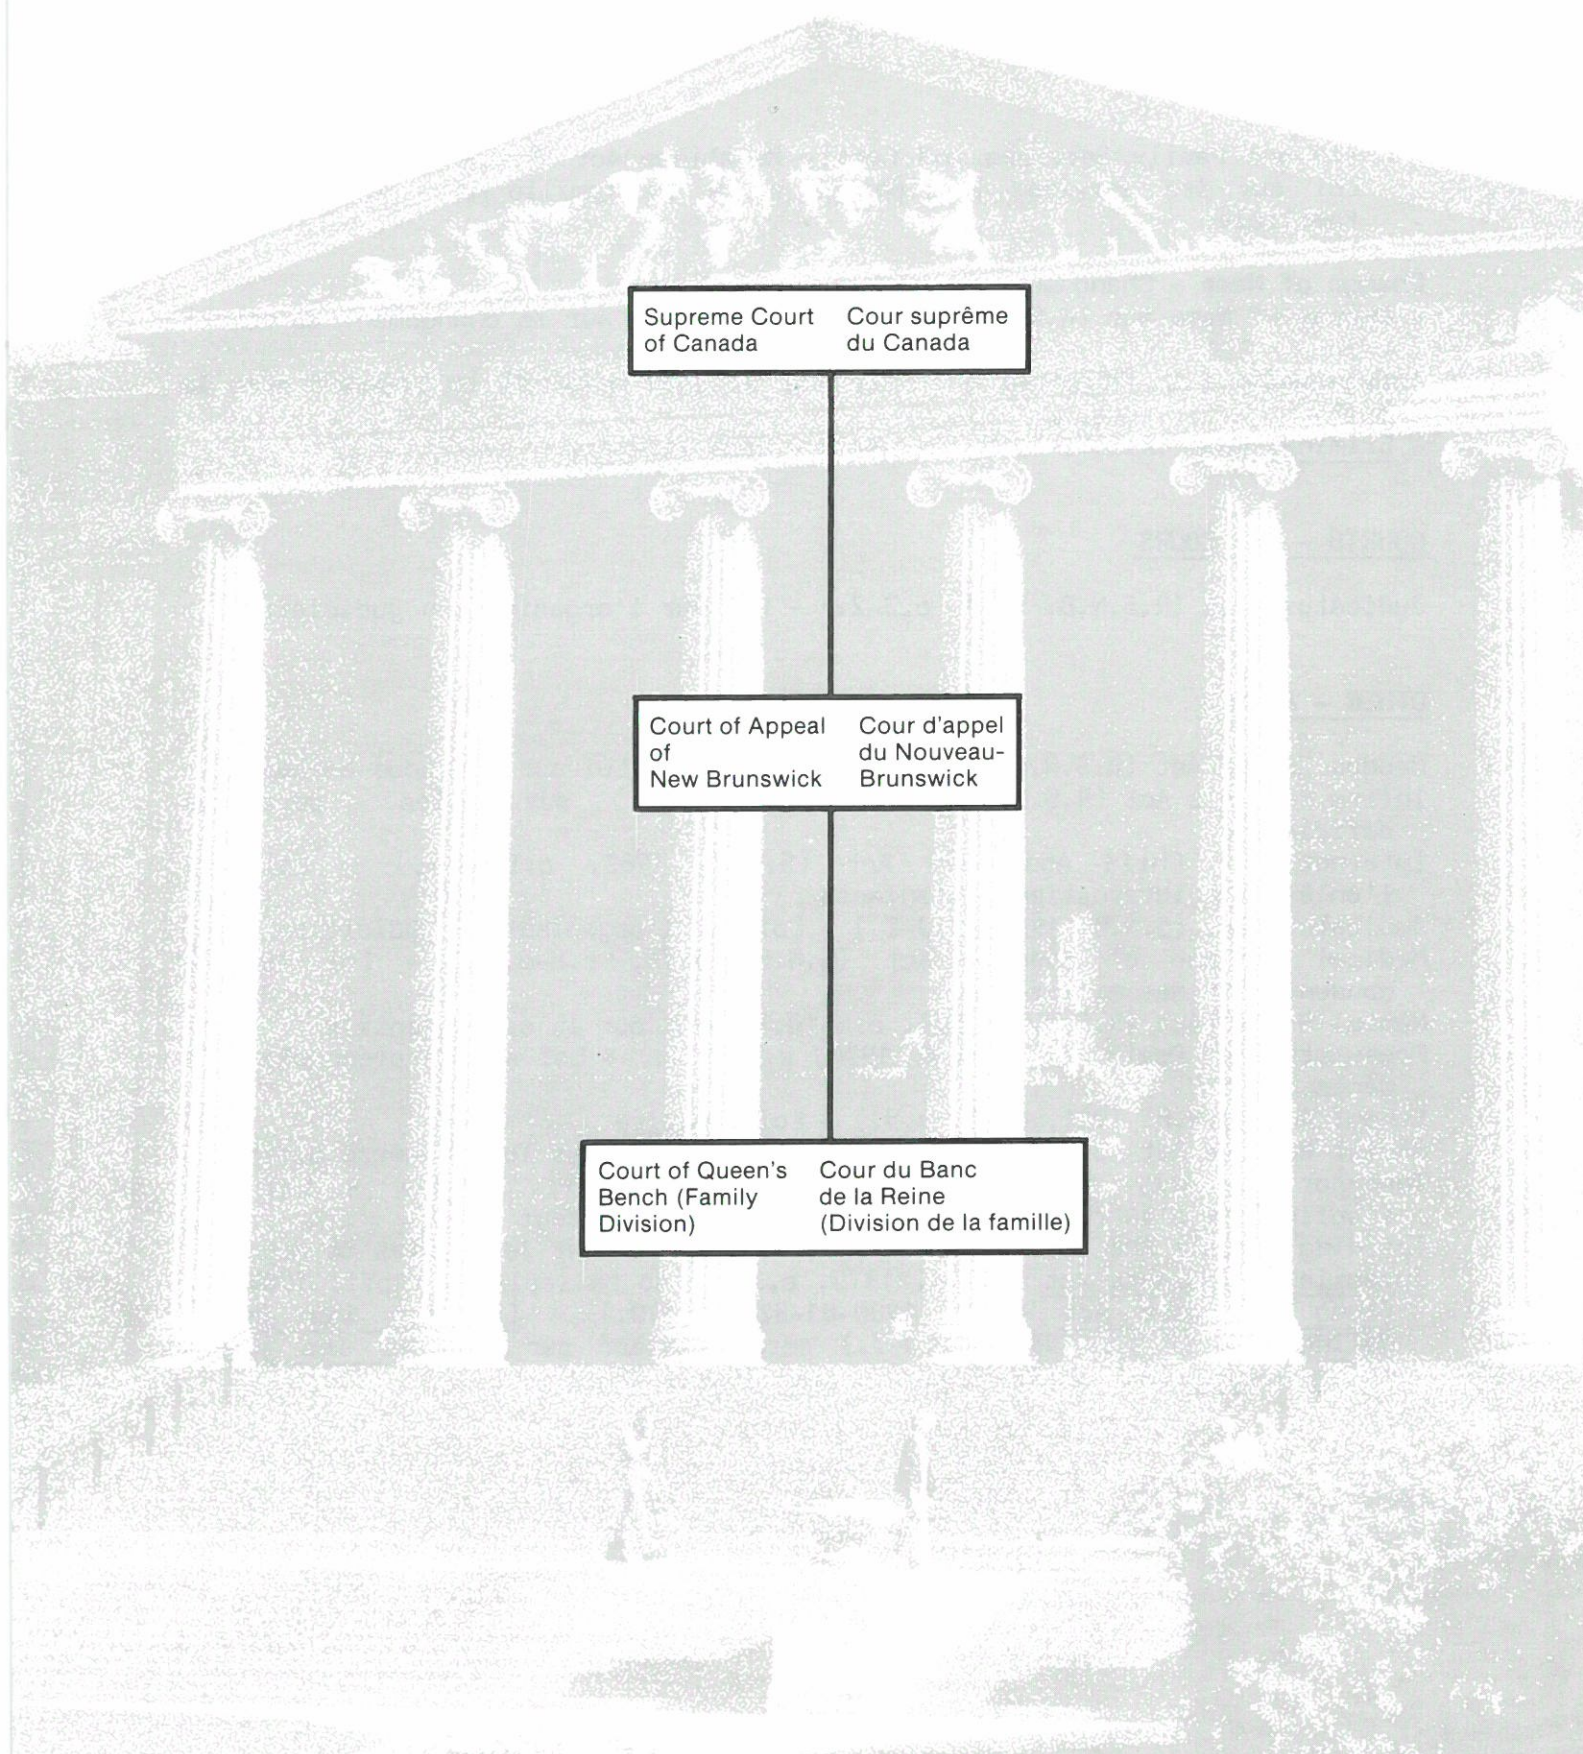 Supreme Court
of Canada
Cour suprême
du Canada
Court of Appeal
of
New Brunswick
Cour d'appel
du Nouveau-
Brunswick
Court of Queen's
Bench (Family
Division)
Cour du Banc
de la Reine
(Division de la famille)